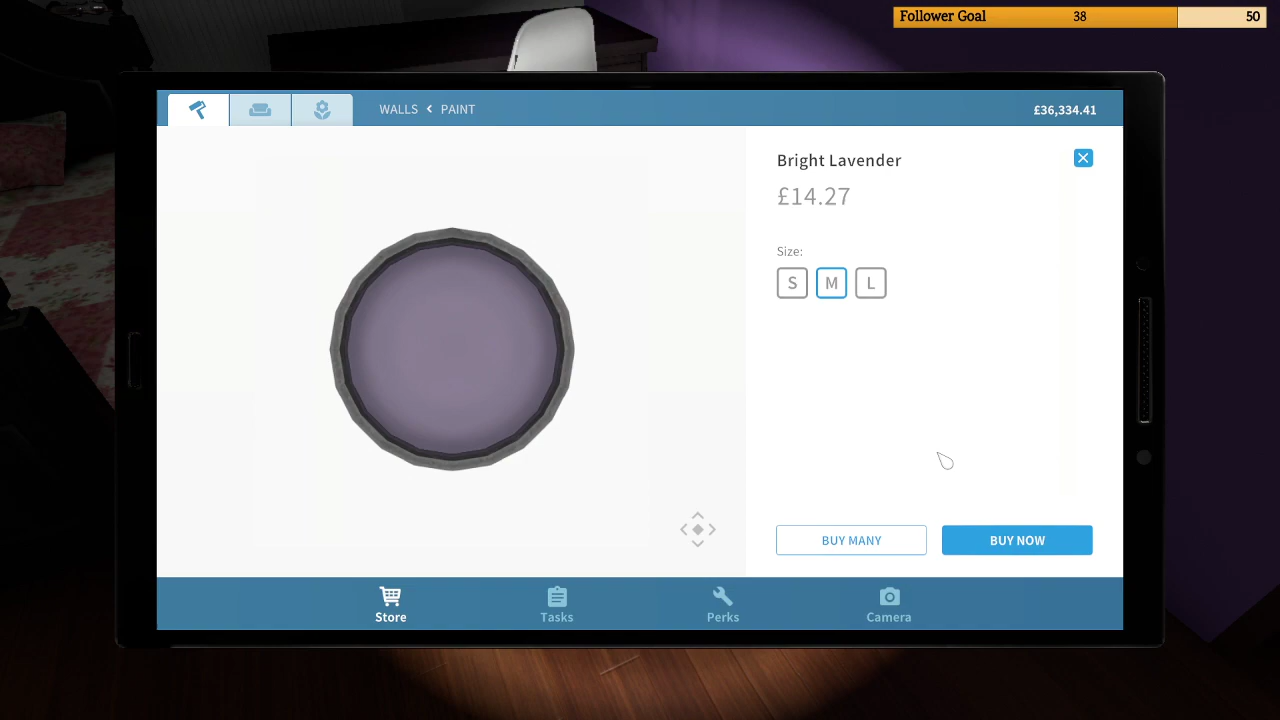 Follower Goal 38 50
WALLS < PAINT £36,334.41
Bright Lavender
£14.27
Size:
S M L
BUY MANY BUY NOW
Store Tasks Perks Camera